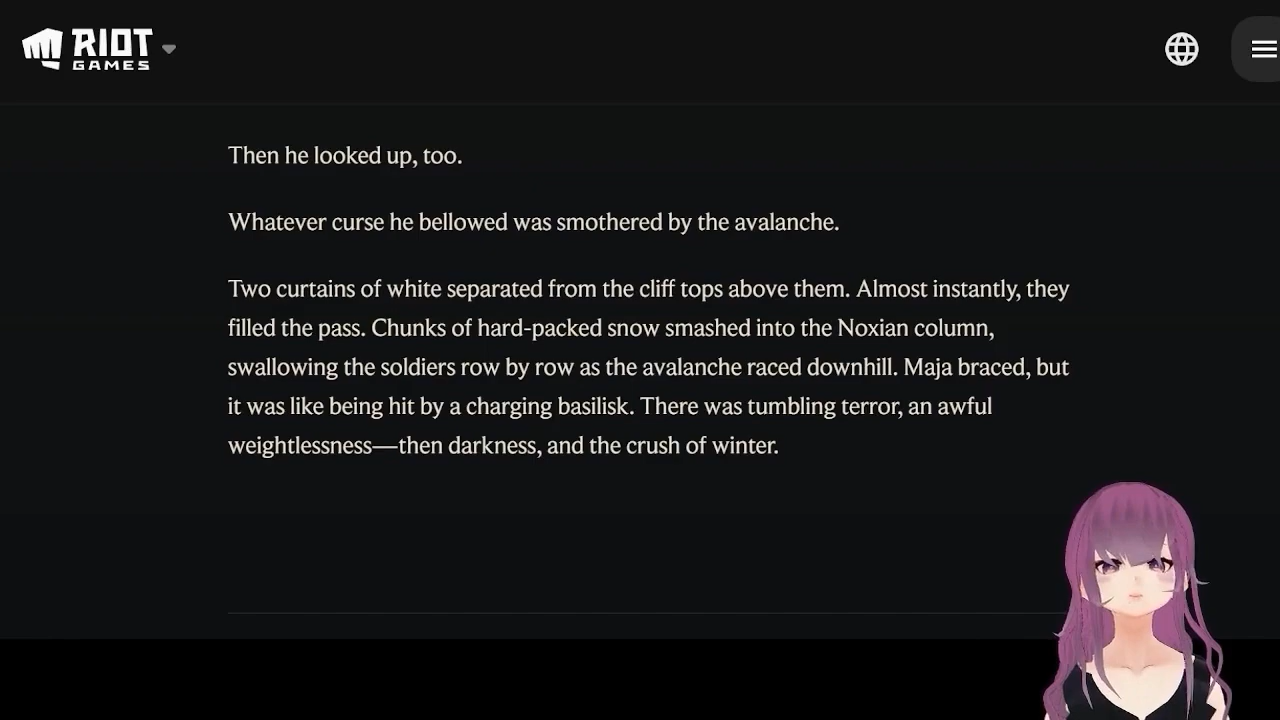 RIOT
GAMES
Then he looked up, too.
Whatever curse he bellowed was smothered by the avalanche.
Two curtains of white separated from the cliff tops above them. Almost instantly, they
filled the pass. Chunks of hard-packed snow smashed into the Noxian column,
swallowing the soldiers row by row as the avalanche raced downhill. Maja braced, but
it was like being hit by a charging basilisk. There was tumbling terror, an awful
weightlessness—then darkness, and the crush of winter.